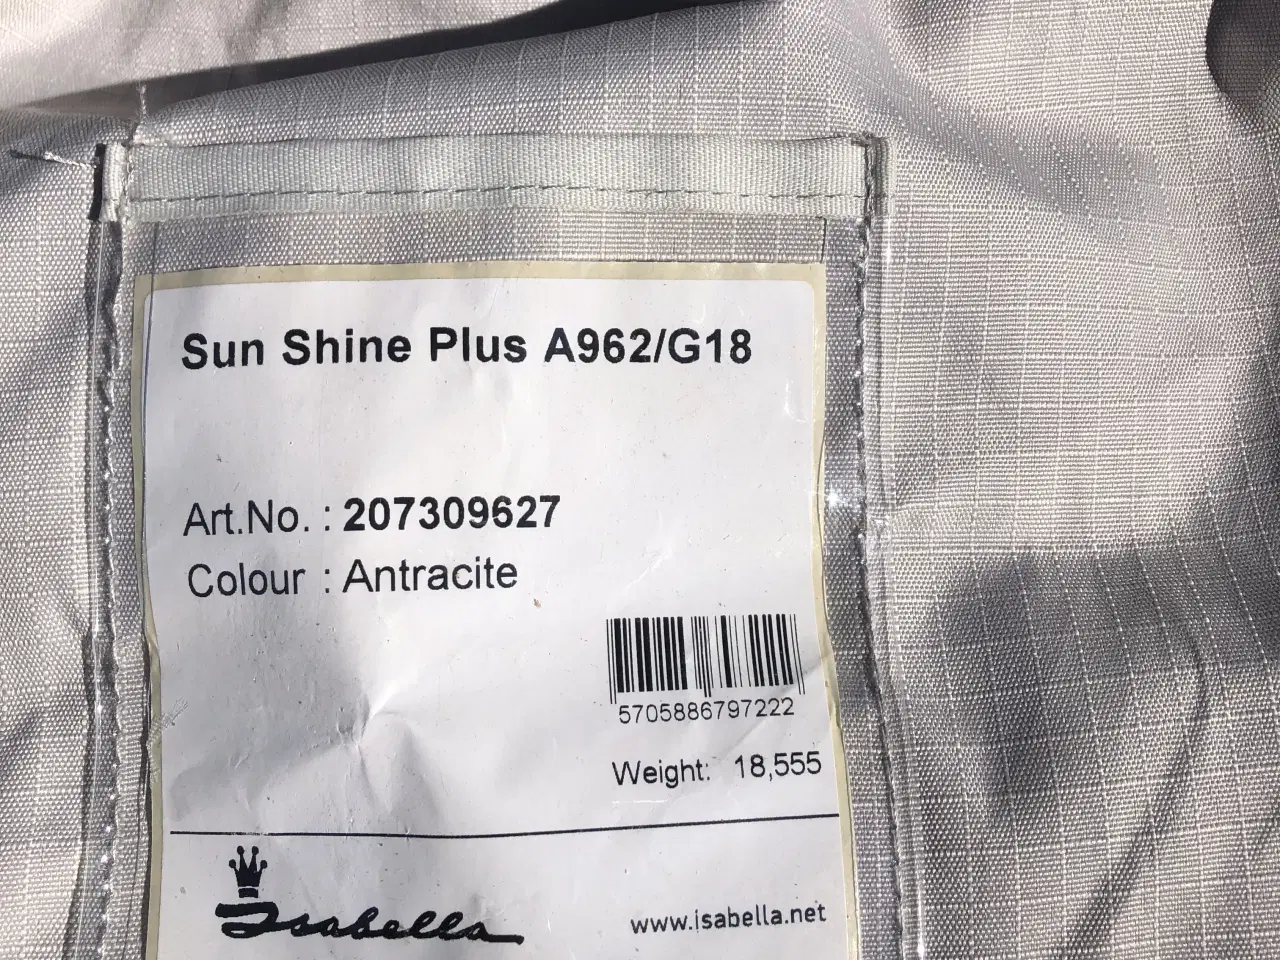 Sun Shine Plus A962/G18
Art.No. : 207309627
Colour : Antracite
5705886797222
Weight: 18,555
Isabella
www.isabella.net